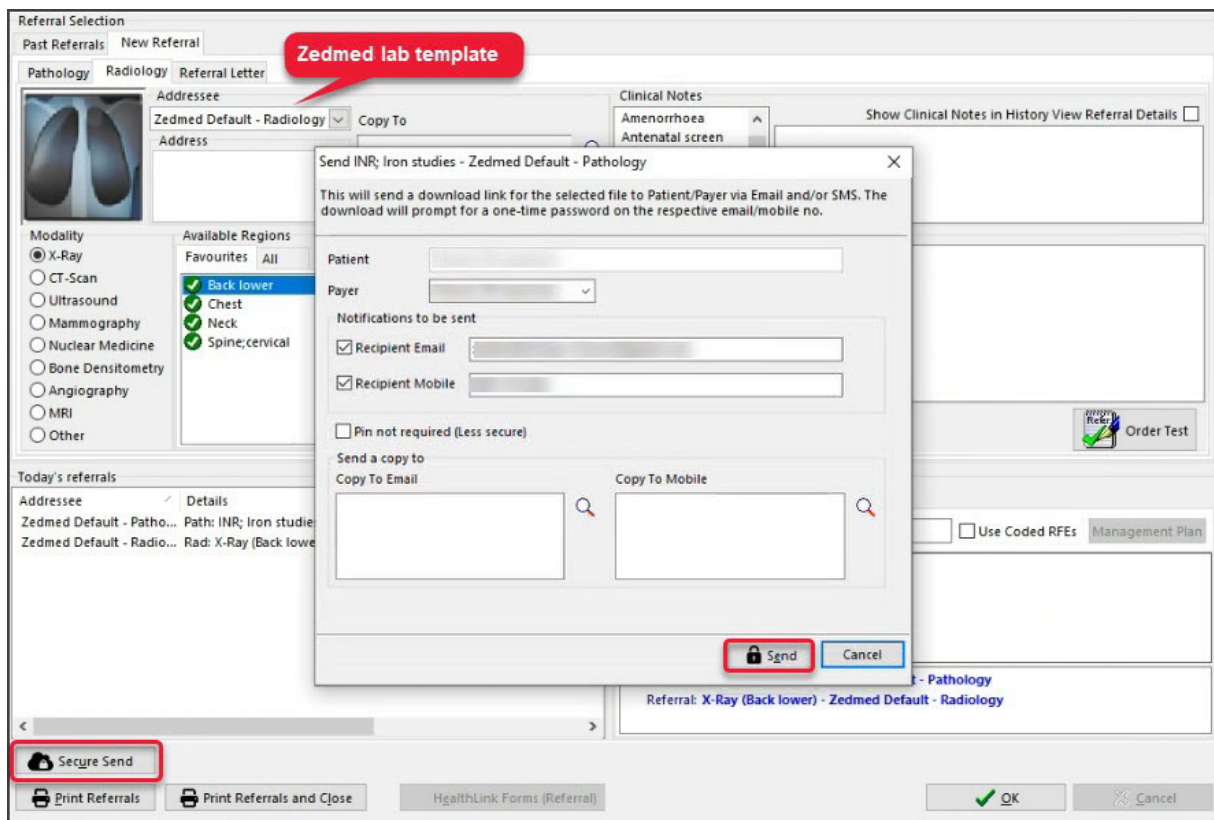 Referral Selection
Past Referrals New Referral
Zedmed lab template
Pathology Radiology Referral Letter
Addressee
Zedmed Default - Radiology
Copy To
Address
Clinical Notes
Amenorrhoea
Antenatal screen
Show Clinical Notes in History View Referral Details
Modality
X-Ray
CT-Scan
Ultrasound
Mammography
Nuclear Medicine
Bone Densitometry
Angiography
MRI
Other
Available Regions
Favourites All
Back lower
Chest
Neck
Spine;cervical
Send INR; Iron studies - Zedmed Default - Pathology
This will send a download link for the selected file to Patient/Payer via Email and/or SMS. The
download will prompt for a one-time password on the respective email/mobile no.
Patient
Payer
Notifications to be sent
Recipient Email
Recipient Mobile
Pin not required (Less secure)
Send a copy to
Copy To Email
Copy To Mobile
Send
Cancel
Refer
Order Test
Today's referrals
Addressee Details
Zedmed Default - Patho... Path: INR; Iron studie
Zedmed Default - Radio... Rad: X-Ray (Back lowe
Use Coded RFEs
Management Plan
t - Pathology
Referral: X-Ray (Back lower) - Zedmed Default - Radiology
Secure Send
Print Referrals
Print Referrals and Close
HealthLink Forms (Referral)
OK
Cancel